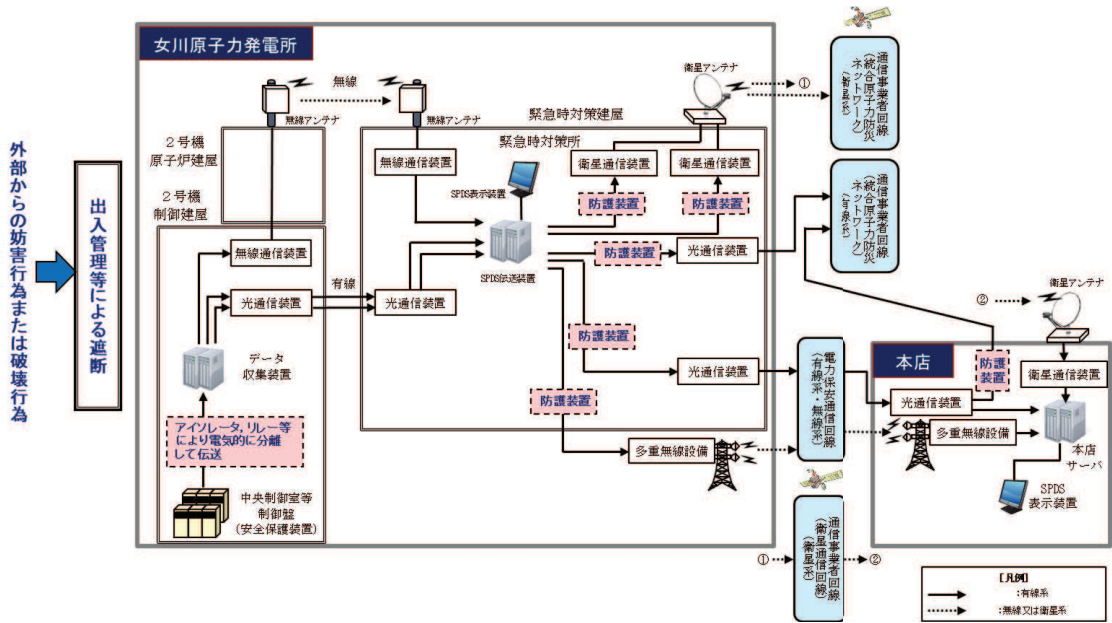 外部からの妨害行為または破壊行為
出入管理等による遮断
女川原子力発電所
無線
無線アンテナ
無線アンテナ
２号機
原子炉建屋
２号機
制御建屋
無線通信装置
光通信装置
有線
データ
収集装置
アイソレータ，リレー等
により電気的に分離
して伝送
中央制御室等
制御盤
(安全保護装置)
緊急時対策建屋
緊急時対策所
無線通信装置
光通信装置
SPDS表示装置
SPDS伝送装置
衛星アンテナ
衛星通信装置
衛星通信装置
防護装置
防護装置
防護装置
光通信装置
防護装置
光通信装置
防護装置
多重無線設備
①
通信事業者回線
(統合原子力防災
ネットワーク)
(衛星系)
通信事業者回線
(統合原子力防災
ネットワーク)
(有線系)
電力保安通信回線
(有線系・無線系)
①
通信事業者回線
(衛星通信回線)
(衛星系)
②
②
衛星アンテナ
本店
防護
装置
衛星通信装置
光通信装置
多重無線設備
本店
サーバ
SPDS
表示装置
[凡例]
：有線系
：無線又は衛星系